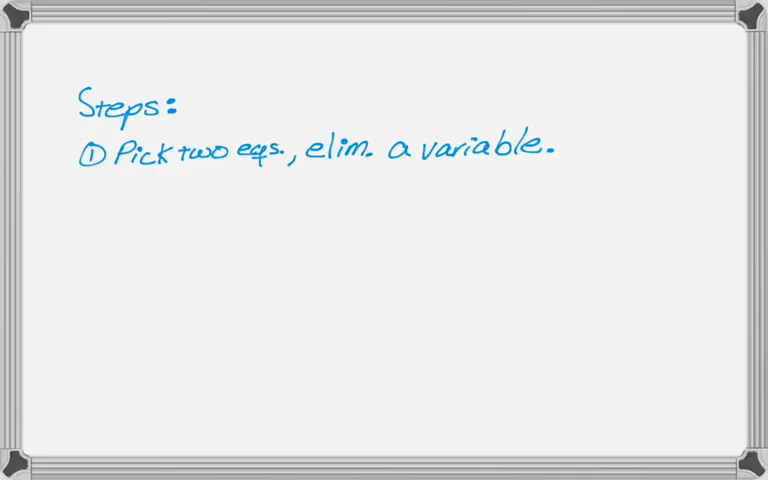 Steps:
① Pick two eqs., elim. a variable.